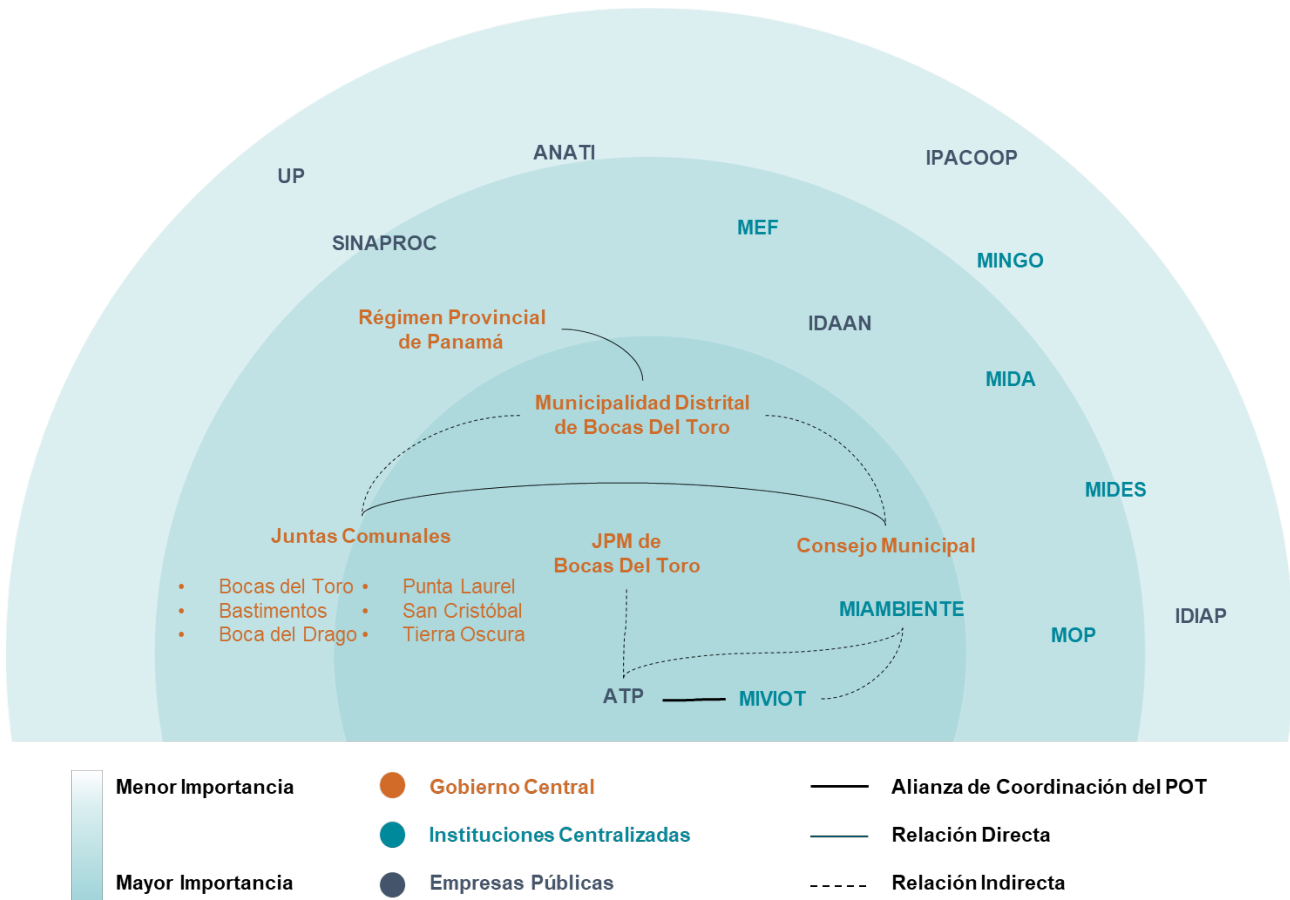 ANATI
IPACOOP
UP
MEF
SINAPROC
MINGO
Régimen Provincial
de Panamá
IDAAN
MIDA
Municipalidad Distrital
de Bocas Del Toro
MIDES
Juntas Comunales
JPM de
Bocas Del Toro
Consejo Municipal
• Bocas del Toro • Punta Laurel
• Bastimentos • San Cristóbal
• Boca del Drago • Tierra Oscura
MIAMBIENTE
IDIAP
MOP
ATP
MIVIOT
Menor Importancia
Gobierno Central
Alianza de Coordinación del POT
Instituciones Centralizadas
Relación Directa
Mayor Importancia
Empresas Públicas
Relación Indirecta